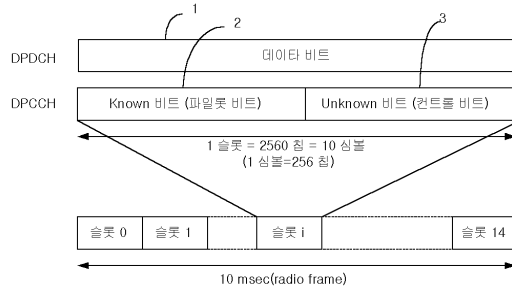 1
2
3
DPDCH
데이타 비트
DPCCH
Known 비트 (파일롯 비트)
Unknown 비트 (컨트롤 비트)
1 슬롯 = 2560 칩 = 10 심볼
(1 심볼=256 칩)
슬롯 0
슬롯 1
슬롯 i
슬롯 14
10 msec(radio frame)